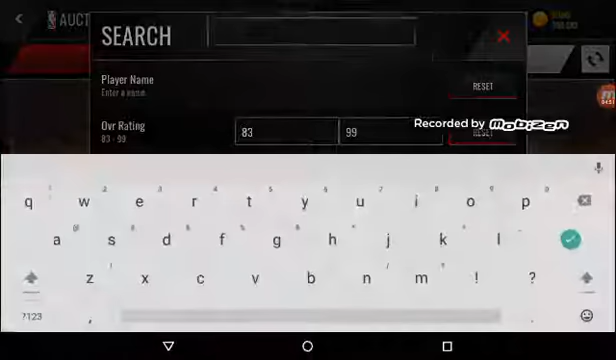 AUCT
SEARCH
Player Name
Enter a name.
RESET
Ovr Rating
83 - 99
83
99
Recorded by MOBIZEN
RESET
q w e r t y u i o p
a s d f g h j k l
z x c v b n m ! ?
?123 , .